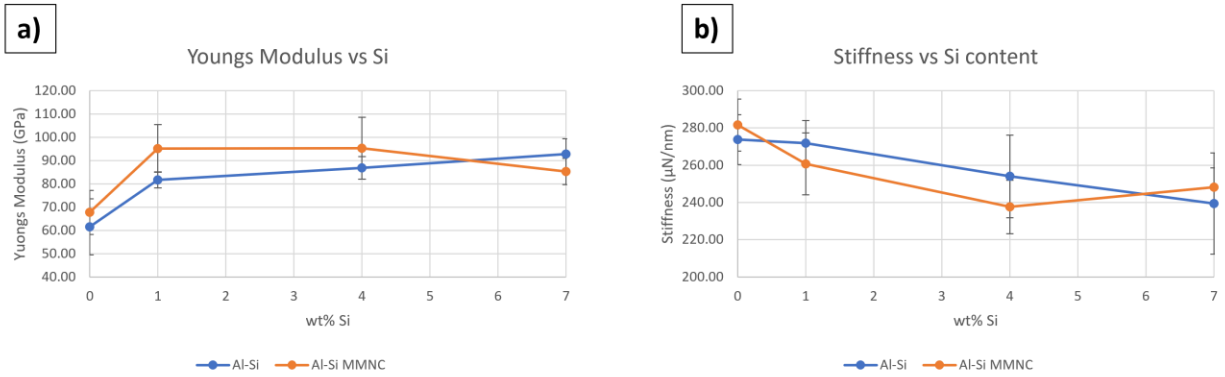 a)
Youngs Modulus vs Si
120.00
110.00
100.00
90.00
80.00
70.00
60.00
50.00
40.00
Yuongs Modulus (GPa)
0 1 2 3 4 5 6 7
wt% Si
Al-Si Al-Si MMNC
b)
Stiffness vs Si content
300.00
280.00
260.00
240.00
220.00
200.00
Stiffness (μN/nm)
0 1 2 3 4 5 6 7
wt% Si
Al-Si Al-Si MMNC